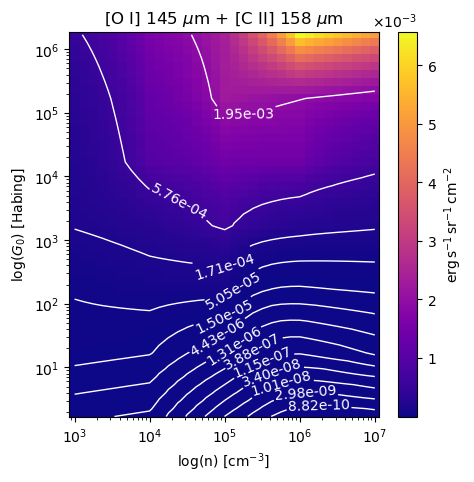 [O I] 145 μm + [C II] 158 μm
×10⁻³
10⁶
10⁵
10⁴
10³
10²
10¹
log(G₀) [Habing]
1.95e-03
5.76e-04
1.71e-04
5.05e-05
1.50e-05
4.43e-06
1.31e-06
3.88e-07
1.15e-07
3.40e-08
1.01e-08
2.98e-09
8.82e-10
10³ 10⁴ 10⁵ 10⁶ 10⁷
log(n) [cm⁻³]
6
5
4
3
2
1
erg s⁻¹ sr⁻¹ cm⁻²